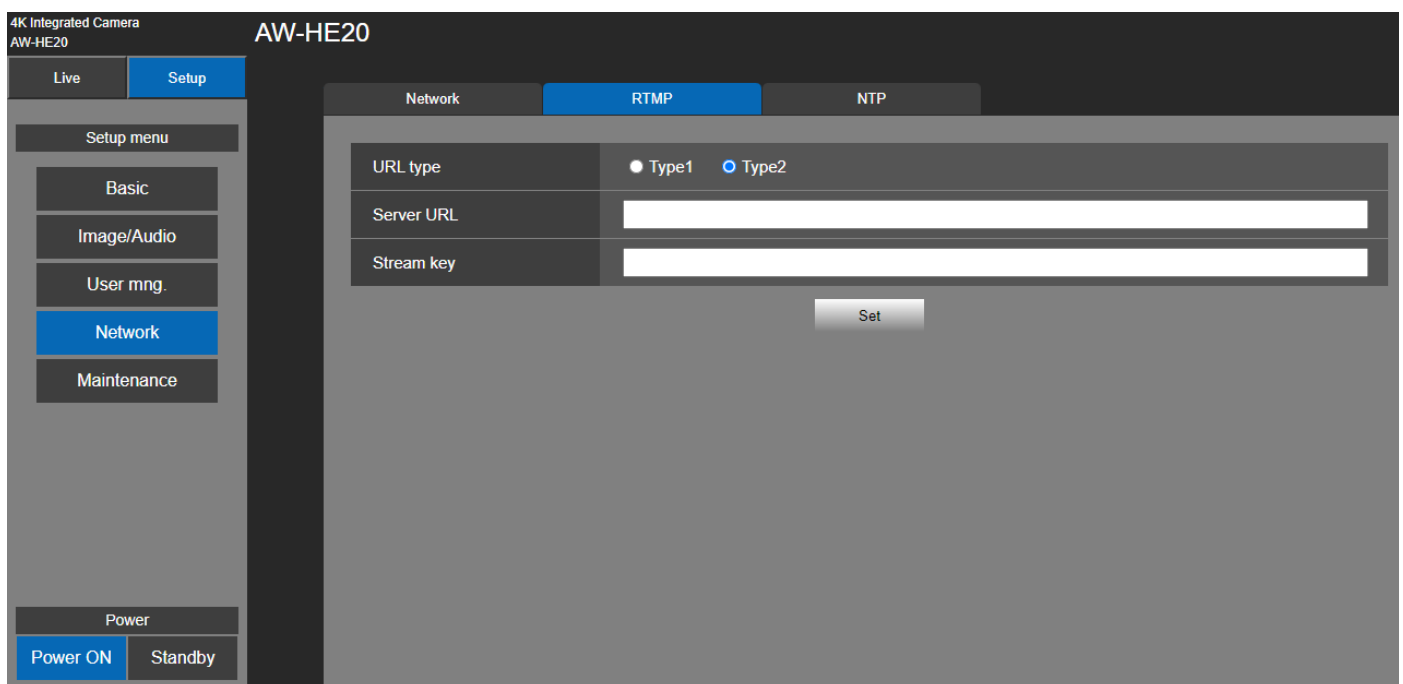 4K Integrated Camera
AW-HE20
AW-HE20
Live Setup
Setup menu
Basic
Image/Audio
User mng.
Network
Maintenance
Power
Power ON Standby
Network RTMP NTP
URL type Type1 Type2
Server URL
Stream key
Set